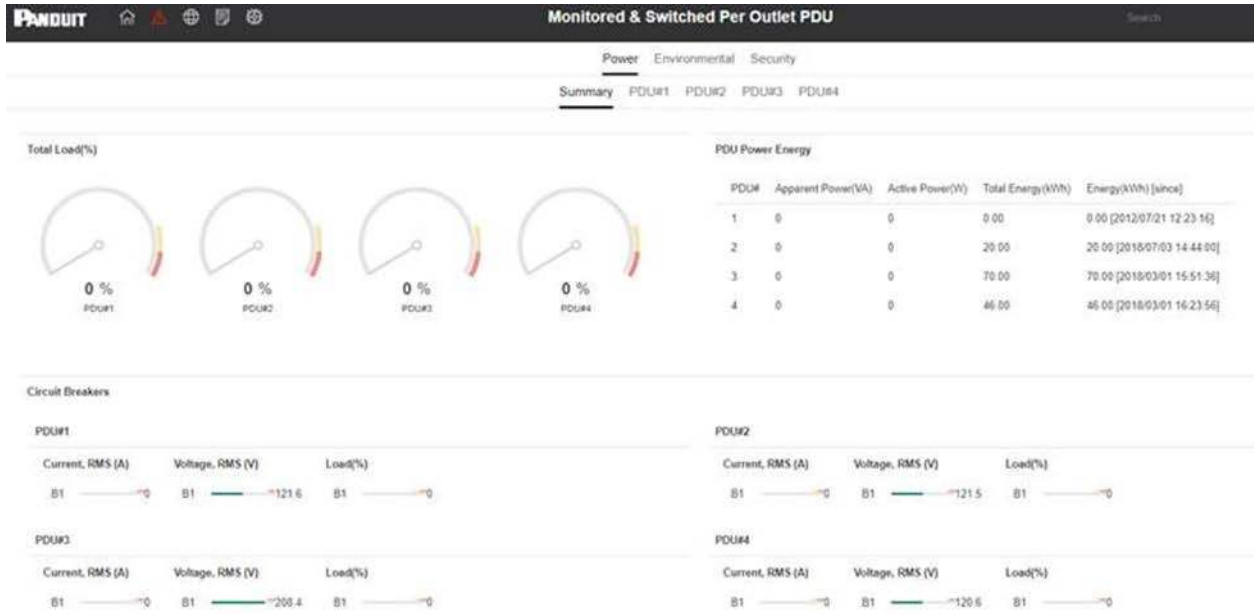 PANDUIT
Monitored & Switched Per Outlet PDU
Search
Power Environmental Security
Summary PDU#1 PDU#2 PDU#3 PDU#4
Total Load(%)
0 %
PDU#1
0 %
PDU#2
0 %
PDU#3
0 %
PDU#4
PDU Power Energy
PDU# Apparent Power(VA) Active Power(W) Total Energy(kWh) Energy(kWh) [since]
1 0 0 0.00 0.00 [2012/07/21 12:23:16]
2 0 0 20.00 20.00 [2018/07/03 14:44:00]
3 0 0 70.00 70.00 [2018/03/01 15:51:36]
4 0 0 46.00 46.00 [2018/03/01 16:23:56]
Circuit Breakers
PDU#1
Current, RMS (A) Voltage, RMS (V) Load(%)
B1 0 B1 121.6 B1 0
PDU#2
Current, RMS (A) Voltage, RMS (V) Load(%)
B1 0 B1 121.5 B1 0
PDU#3
Current, RMS (A) Voltage, RMS (V) Load(%)
B1 0 B1 208.4 B1 0
PDU#4
Current, RMS (A) Voltage, RMS (V) Load(%)
B1 0 B1 120.6 B1 0